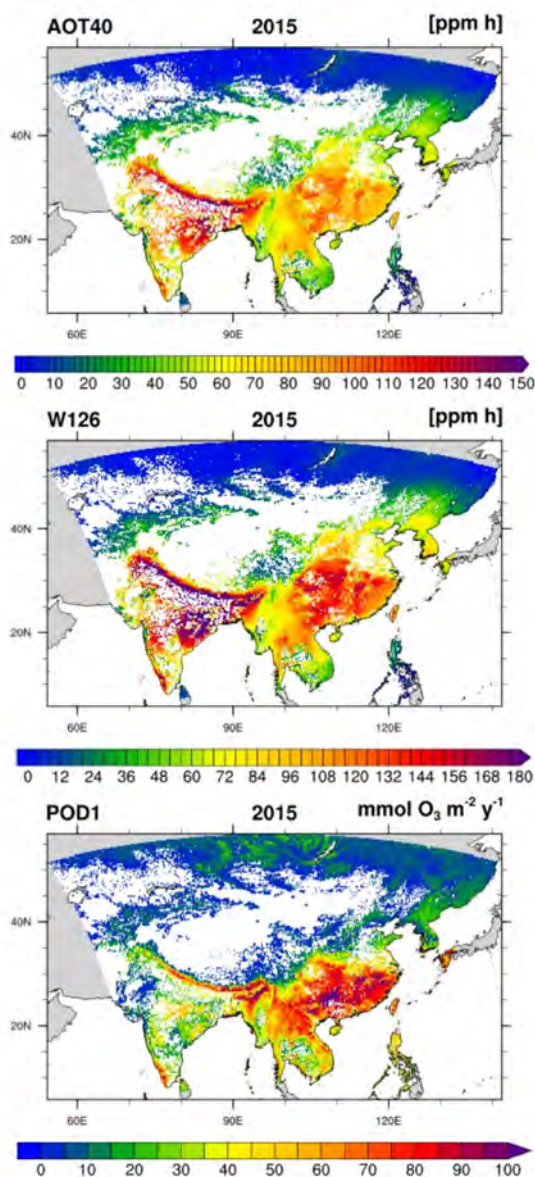 AOT40 2015 [ppm h]
40N
20N
60E 90E 120E
0 10 20 30 40 50 60 70 80 90 100 110 120 130 140 150
W126 2015 [ppm h]
40N
20N
60E 90E 120E
0 12 24 36 48 60 72 84 96 108 120 132 144 156 168 180
POD1 2015 mmol O₃ m⁻² y⁻¹
40N
20N
60E 90E 120E
0 5 10 15 20 30 40 50 60 70 80 90 100